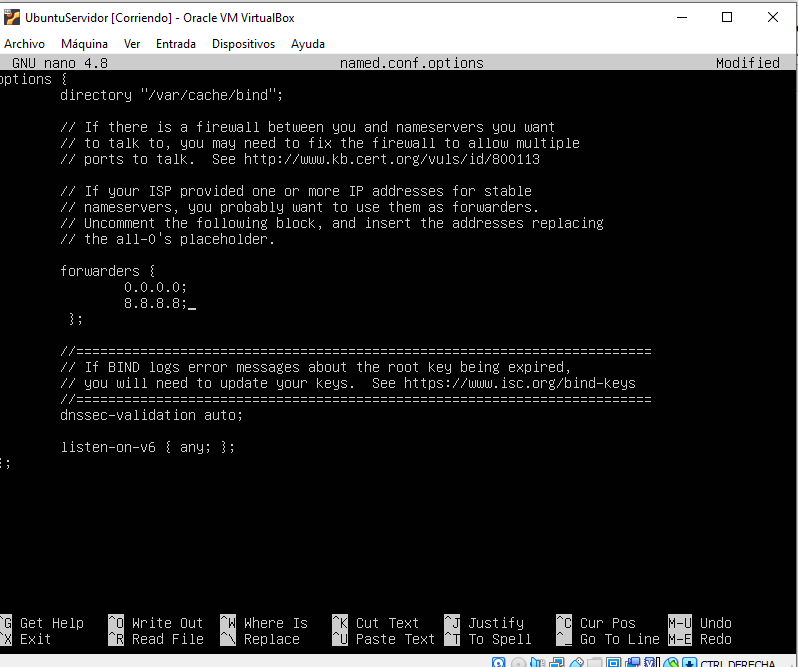 UbuntuServidor [Corriendo] - Oracle VM VirtualBox
Archivo Máquina Ver Entrada Dispositivos Ayuda
GNU nano 4.8 named.conf.options Modified
options {
directory "/var/cache/bind";
// If there is a firewall between you and nameservers you want
// to talk to, you may need to fix the firewall to allow multiple
// ports to talk.  See http://www.kb.cert.org/vuls/id/800113
// If your ISP provided one or more IP addresses for stable
// nameservers, you probably want to use them as forwarders.
// Uncomment the following block, and insert the addresses replacing
// the all-0's placeholder.
forwarders {
0.0.0.0;
8.8.8.8;_
};
//========================================================================
// If BIND logs error messages about the root key being expired,
// you will need to update your keys.  See https://www.isc.org/bind-keys
//========================================================================
dnssec-validation auto;
listen-on-v6 { any; };
};
^G Get Help ^O Write Out ^W Where Is ^K Cut Text ^J Justify ^C Cur Pos M-U Undo
^X Exit ^R Read File ^\ Replace ^U Paste Text ^T To Spell ^_ Go To Line M-E Redo
CTRL DERECHA